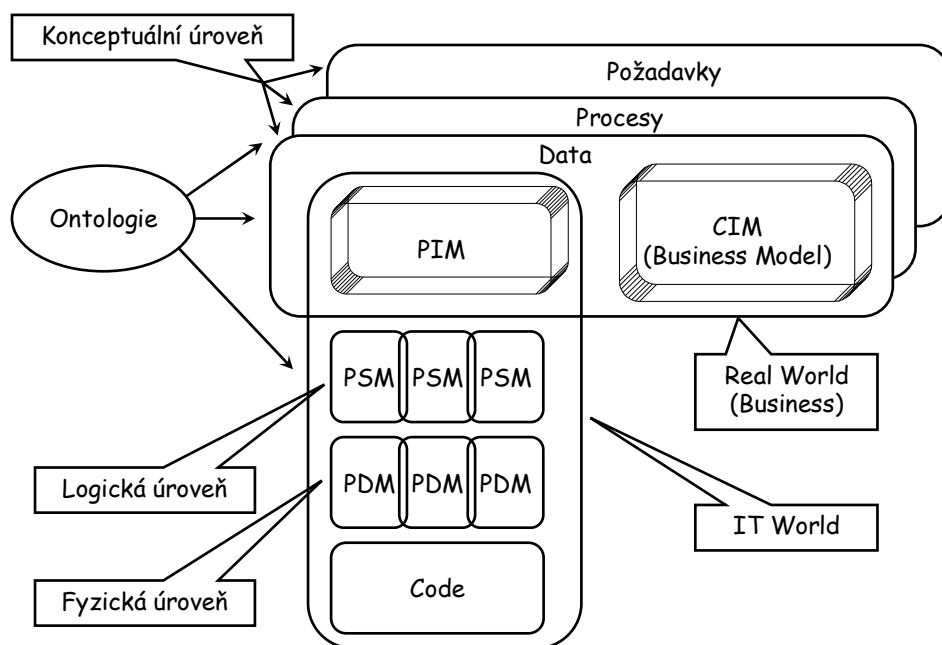 Konceptuální úroveň
Požadavky
Procesy
Data
Ontologie
PIM
CIM
(Business Model)
PSM PSM PSM
Real World
(Business)
Logická úroveň
PDM PDM PDM
IT World
Code
Fyzická úroveň